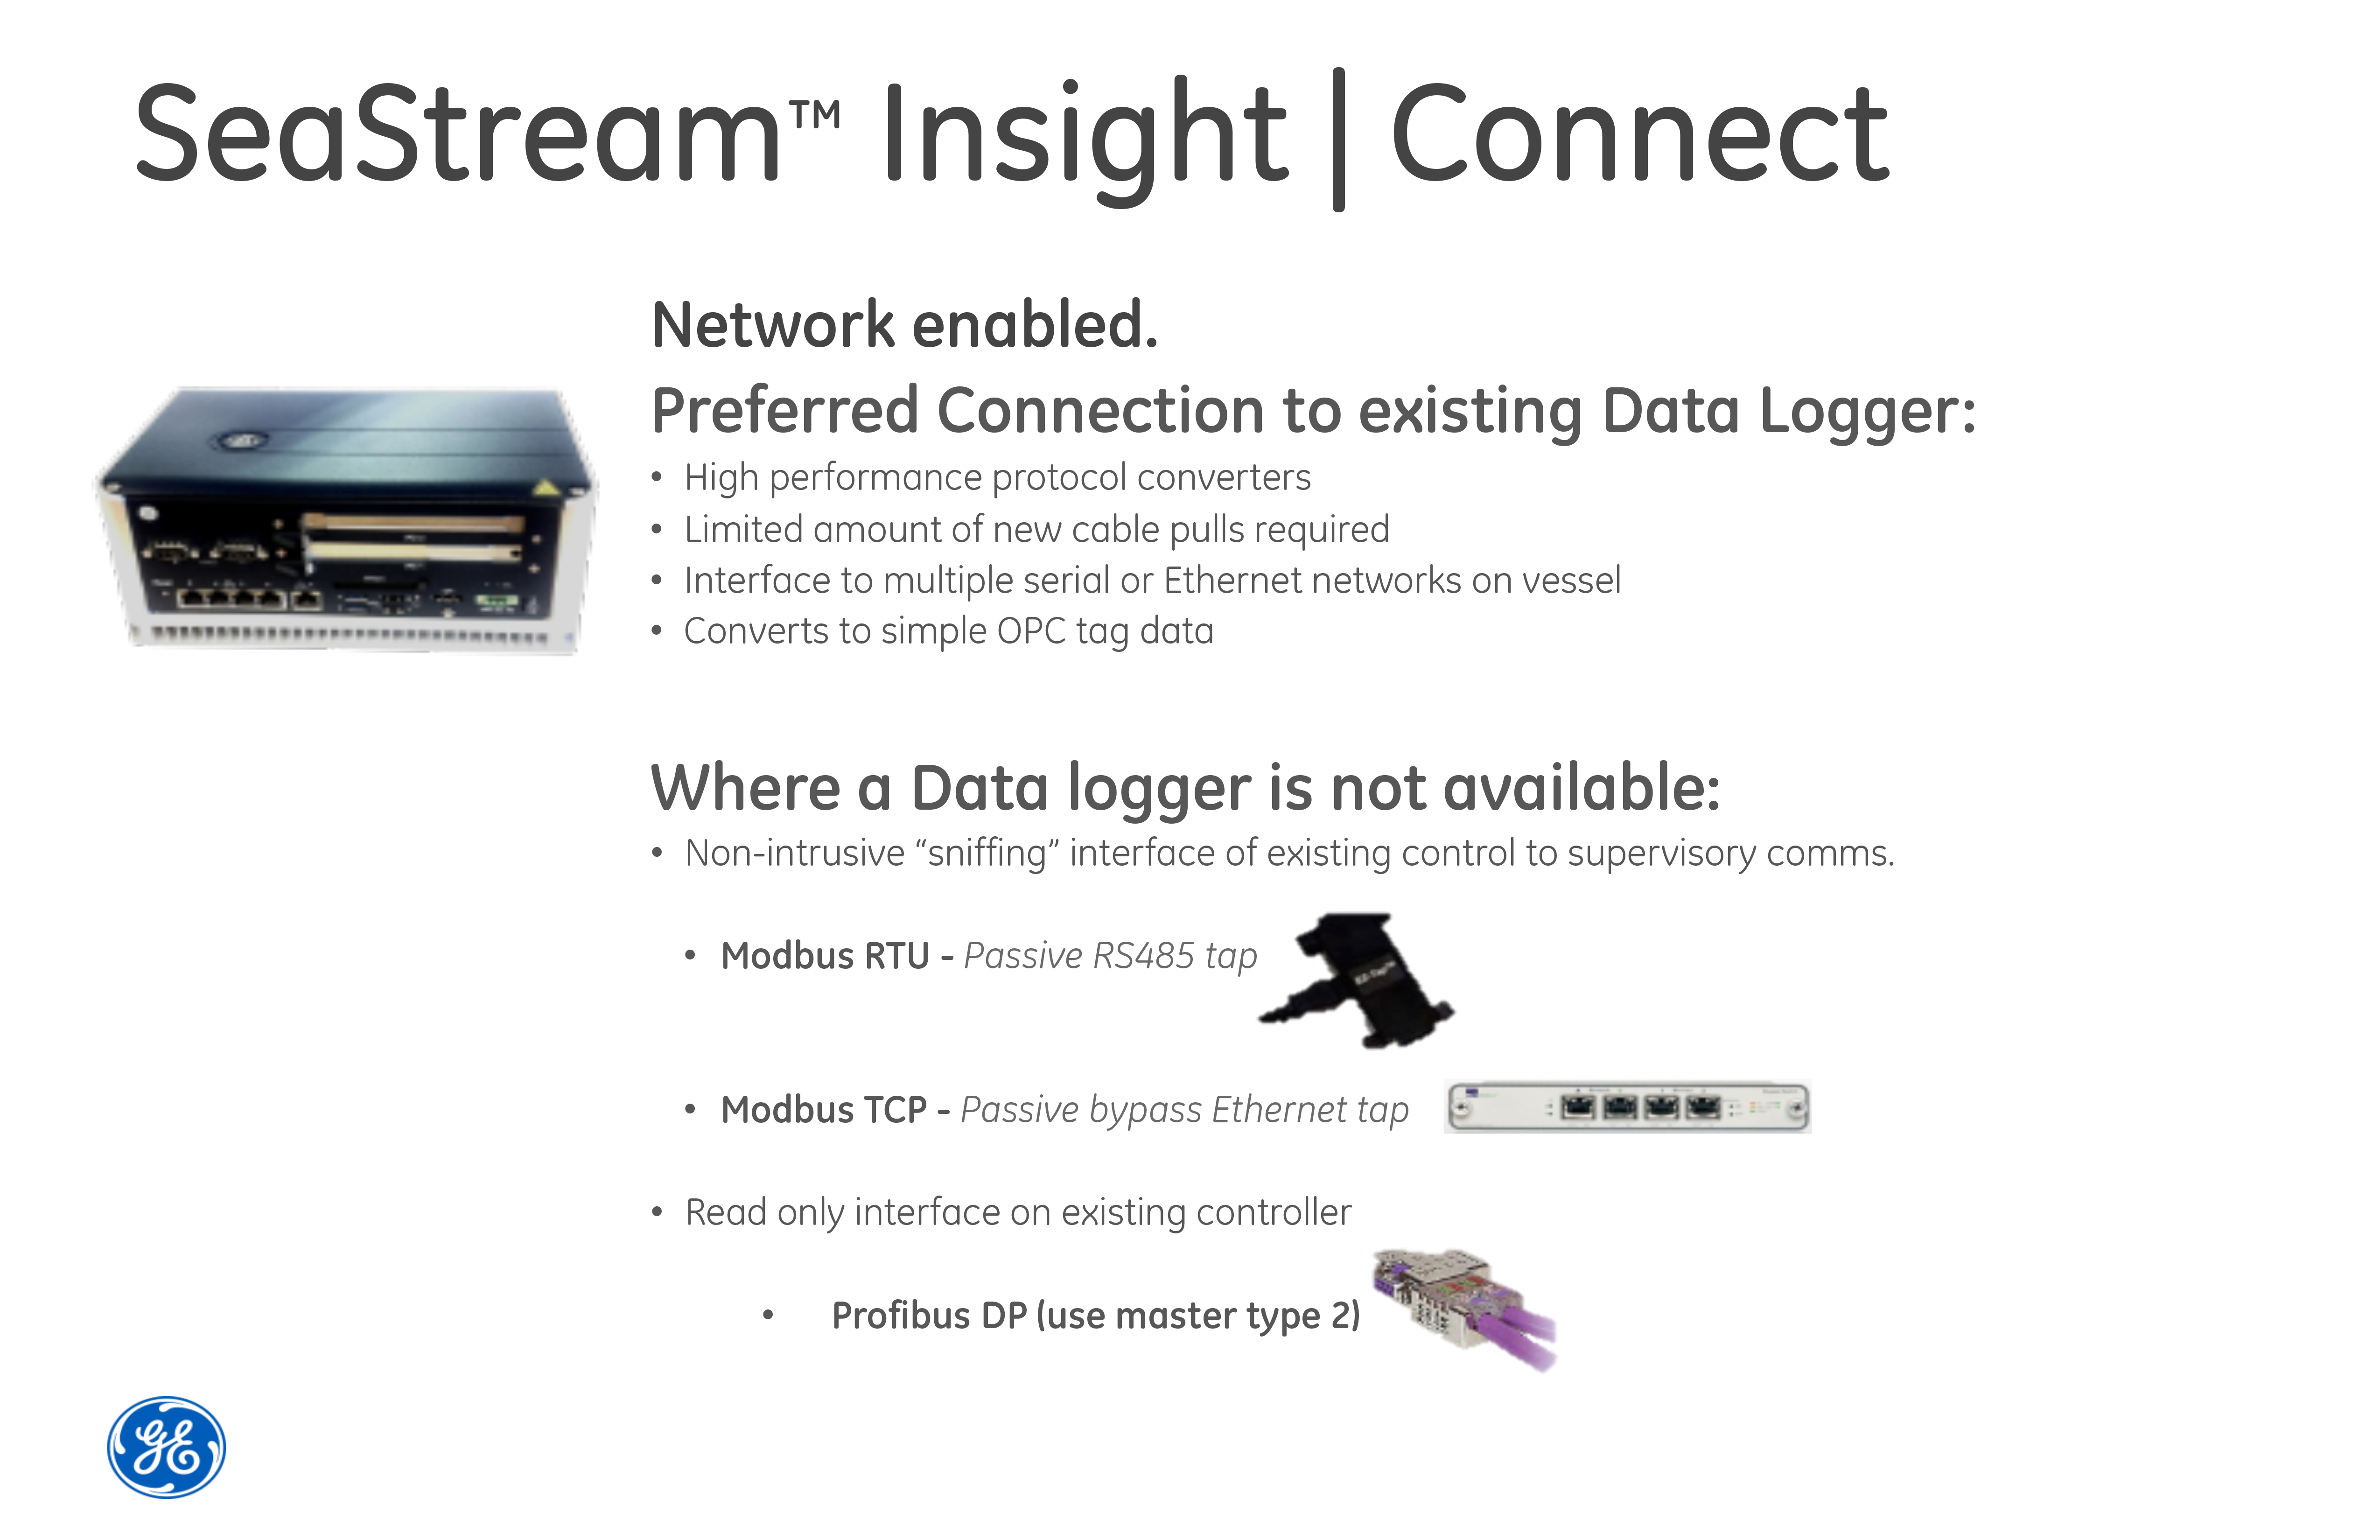 SeaStream™ Insight | Connect
Network enabled.
Preferred Connection to existing Data Logger:
• High performance protocol converters
• Limited amount of new cable pulls required
• Interface to multiple serial or Ethernet networks on vessel
• Converts to simple OPC tag data
Where a Data logger is not available:
• Non-intrusive “sniffing” interface of existing control to supervisory comms.
• Modbus RTU - Passive RS485 tap
EZ-Tap™
• Modbus TCP - Passive bypass Ethernet tap
• Read only interface on existing controller
• Profibus DP (use master type 2)
GE